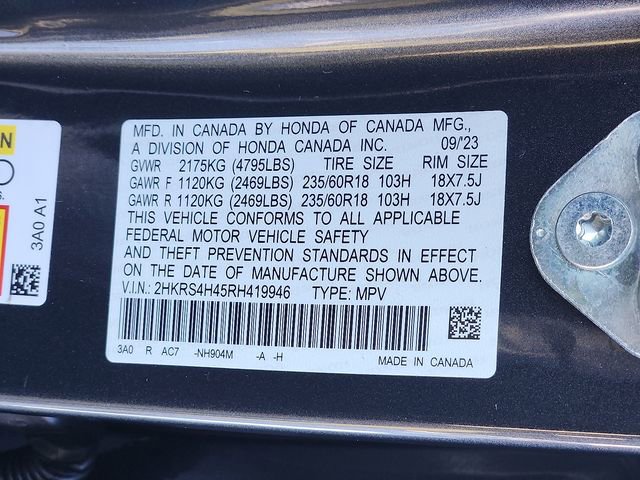 MFD. IN CANADA BY HONDA OF CANADA MFG.,
A DIVISION OF HONDA CANADA INC. 09/'23
GVWR 2175KG (4795LBS) TIRE SIZE RIM SIZE
GAWR F 1120KG (2469LBS) 235/60R18 103H 18X7.5J
GAWR R 1120KG (2469LBS) 235/60R18 103H 18X7.5J
THIS VEHICLE CONFORMS TO ALL APPLICABLE
FEDERAL MOTOR VEHICLE SAFETY
AND THEFT PREVENTION STANDARDS IN EFFECT
ON THE DATE OF MANUFACTURE SHOWN ABOVE.
V.I.N.: 2HKRS4H45RH419946 TYPE: MPV
3A0 R AC7 -NH904M -A -H
MADE IN CANADA
3A0 A1